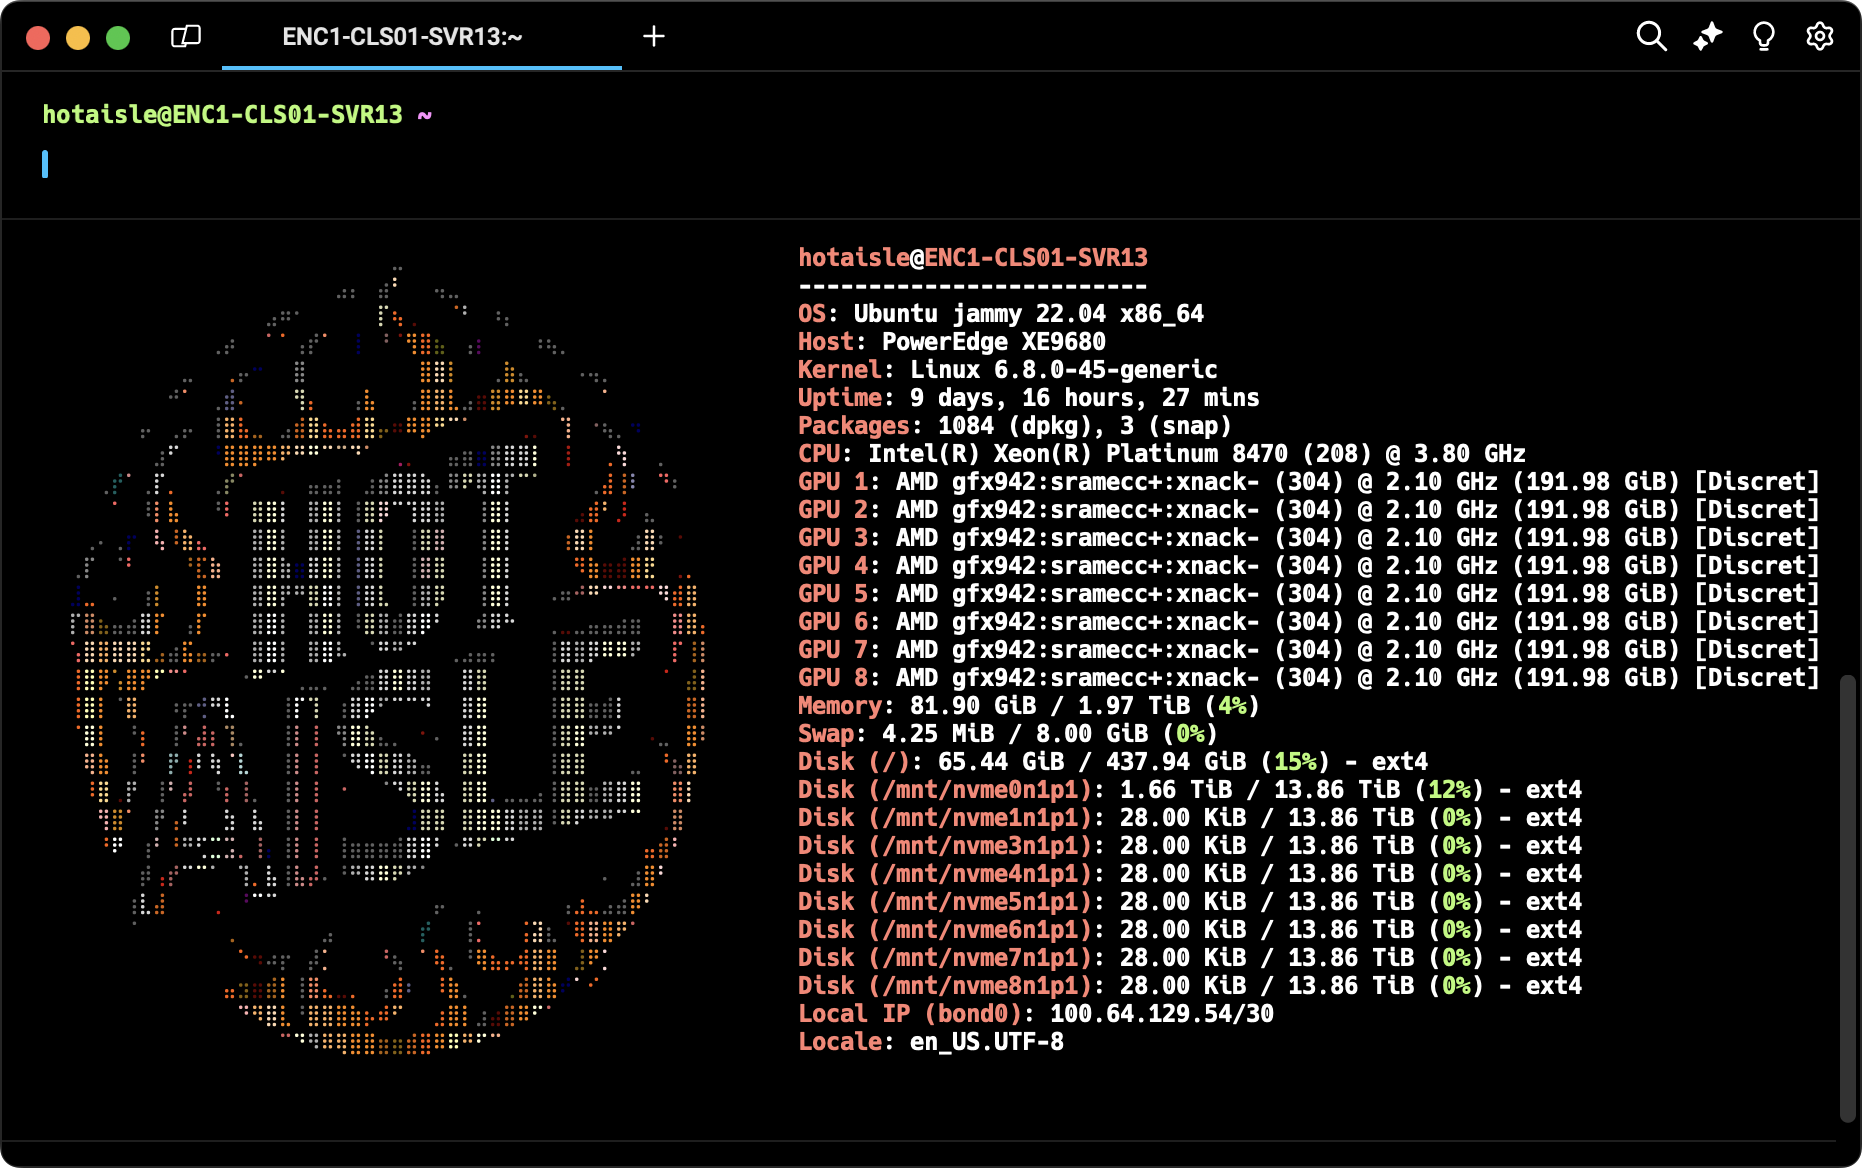 ENC1-CLS01-SVR13:~
hotaisle@ENC1-CLS01-SVR13 ~
HOT
AISLE
hotaisle@ENC1-CLS01-SVR13
-------------------------
OS: Ubuntu jammy 22.04 x86_64
Host: PowerEdge XE9680
Kernel: Linux 6.8.0-45-generic
Uptime: 9 days, 16 hours, 27 mins
Packages: 1084 (dpkg), 3 (snap)
CPU: Intel(R) Xeon(R) Platinum 8470 (208) @ 3.80 GHz
GPU 1: AMD gfx942:sramecc+:xnack- (304) @ 2.10 GHz (191.98 GiB) [Discret]
GPU 2: AMD gfx942:sramecc+:xnack- (304) @ 2.10 GHz (191.98 GiB) [Discret]
GPU 3: AMD gfx942:sramecc+:xnack- (304) @ 2.10 GHz (191.98 GiB) [Discret]
GPU 4: AMD gfx942:sramecc+:xnack- (304) @ 2.10 GHz (191.98 GiB) [Discret]
GPU 5: AMD gfx942:sramecc+:xnack- (304) @ 2.10 GHz (191.98 GiB) [Discret]
GPU 6: AMD gfx942:sramecc+:xnack- (304) @ 2.10 GHz (191.98 GiB) [Discret]
GPU 7: AMD gfx942:sramecc+:xnack- (304) @ 2.10 GHz (191.98 GiB) [Discret]
GPU 8: AMD gfx942:sramecc+:xnack- (304) @ 2.10 GHz (191.98 GiB) [Discret]
Memory: 81.90 GiB / 1.97 TiB (4%)
Swap: 4.25 MiB / 8.00 GiB (0%)
Disk (/): 65.44 GiB / 437.94 GiB (15%) - ext4
Disk (/mnt/nvme0n1p1): 1.66 TiB / 13.86 TiB (12%) - ext4
Disk (/mnt/nvme1n1p1): 28.00 KiB / 13.86 TiB (0%) - ext4
Disk (/mnt/nvme3n1p1): 28.00 KiB / 13.86 TiB (0%) - ext4
Disk (/mnt/nvme4n1p1): 28.00 KiB / 13.86 TiB (0%) - ext4
Disk (/mnt/nvme5n1p1): 28.00 KiB / 13.86 TiB (0%) - ext4
Disk (/mnt/nvme6n1p1): 28.00 KiB / 13.86 TiB (0%) - ext4
Disk (/mnt/nvme7n1p1): 28.00 KiB / 13.86 TiB (0%) - ext4
Disk (/mnt/nvme8n1p1): 28.00 KiB / 13.86 TiB (0%) - ext4
Local IP (bond0): 100.64.129.54/30
Locale: en_US.UTF-8